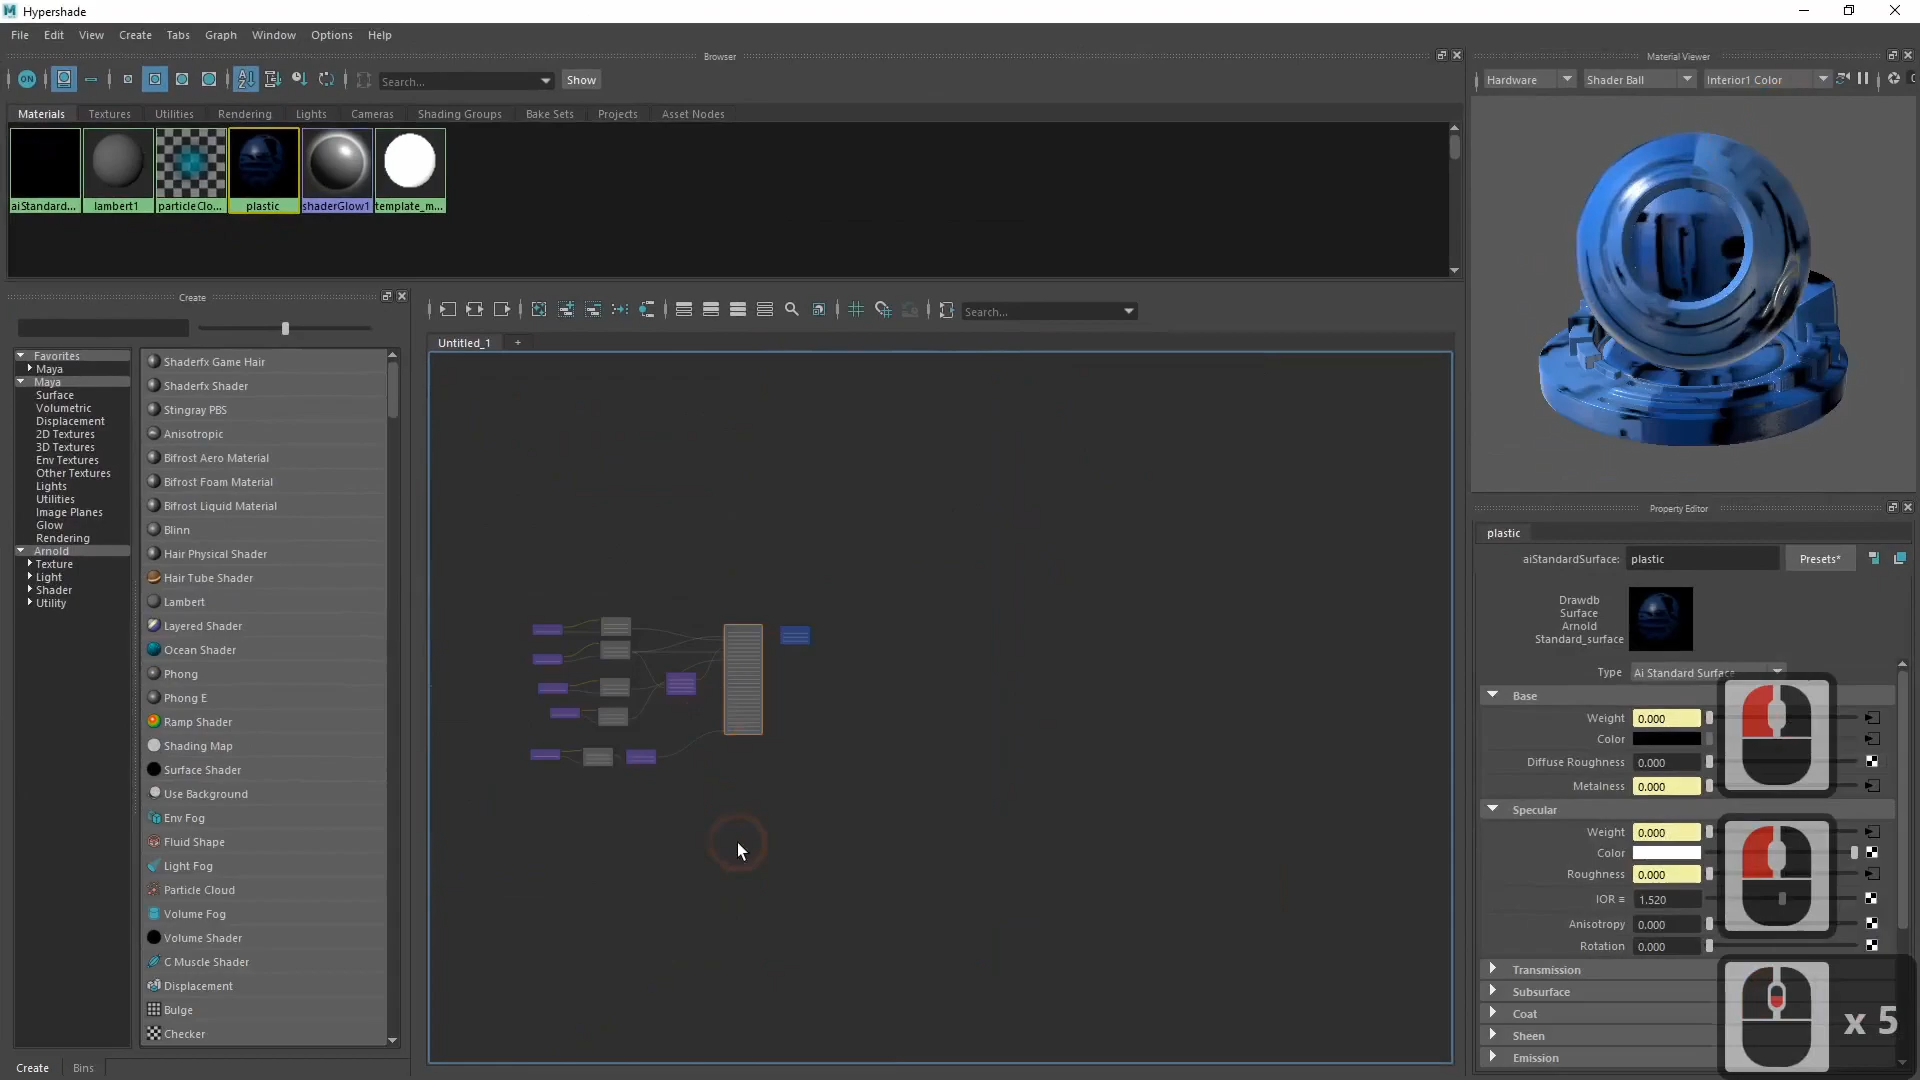 Hypershade
File Edit View Create Tabs Graph Window Options Help
Browser
Material Viewer
ON
Search...
Show
Hardware
Shader Ball
Interior1 Color
Materials Textures Utilities Rendering Lights Cameras Shading Groups Bake Sets Projects Asset Nodes
aiStandard...
lambert1
particleClo...
plastic
shaderGlow1
template_m...
Create
Search...
Untitled_1
+
Favorites
Maya
Maya
Surface
Volumetric
Displacement
2D Textures
3D Textures
Env Textures
Other Textures
Lights
Utilities
Image Planes
Glow
Rendering
Arnold
Texture
Light
Shader
Utility
Shaderfx Game Hair
Shaderfx Shader
Stingray PBS
Anisotropic
Bifrost Aero Material
Bifrost Foam Material
Bifrost Liquid Material
Blinn
Hair Physical Shader
Hair Tube Shader
Lambert
Layered Shader
Ocean Shader
Phong
Phong E
Ramp Shader
Shading Map
Surface Shader
Use Background
Env Fog
Fluid Shape
Light Fog
Particle Cloud
Volume Fog
Volume Shader
C Muscle Shader
Displacement
Bulge
Checker
Create
Bins
Property Editor
plastic
aiStandardSurface: plastic
Presets*
Drawdb
Surface
Arnold
Standard_surface
Type Ai Standard Surface
Base
Weight 0.000
Color
Diffuse Roughness 0.000
Metalness 0.000
Specular
Weight 0.000
Color
Roughness 0.000
IOR = 1.520
Anisotropy 0.000
Rotation 0.000
Transmission
Subsurface
Coat
Sheen
Emission
x 5